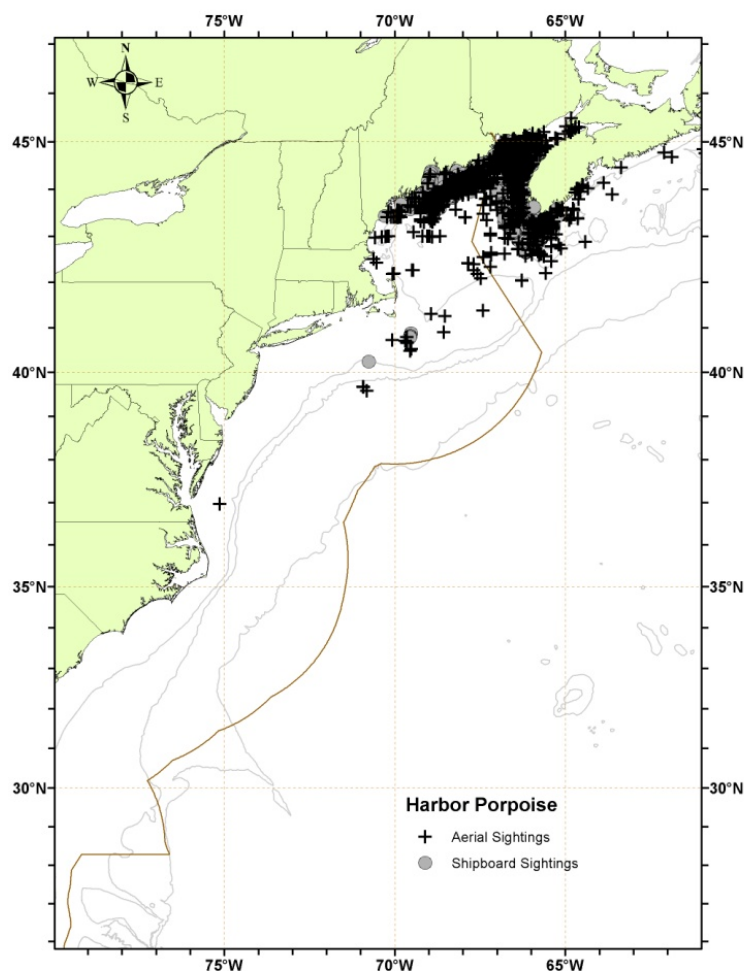 75°W 70°W 65°W
N
W E
S
45°N 45°N
40°N 40°N
35°N 35°N
30°N 30°N
Harbor Porpoise
Aerial Sightings
Shipboard Sightings
75°W 70°W 65°W